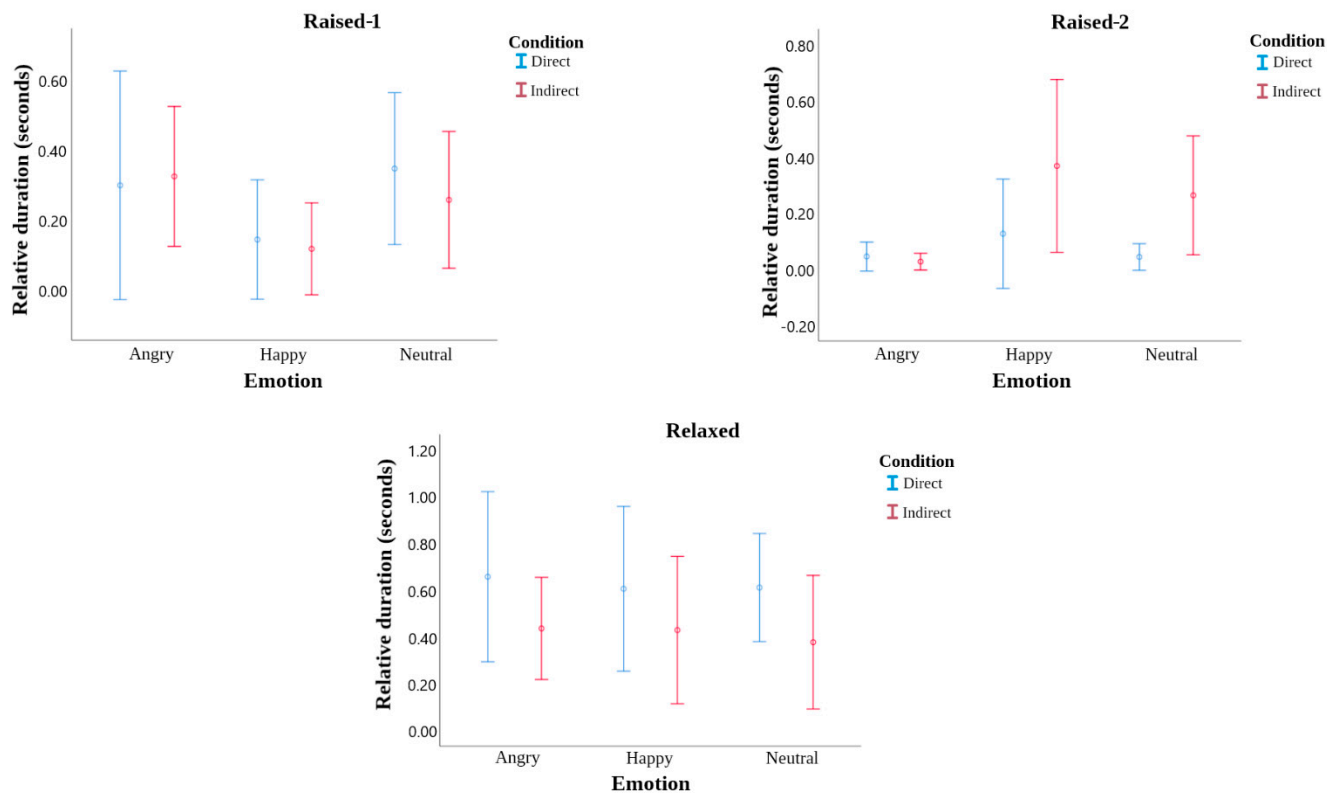 Raised-1
Condition
Direct
Indirect
Relative duration (seconds)
0.60
0.40
0.20
0.00
Angry Happy Neutral
Emotion
Raised-2
Condition
Direct
Indirect
Relative duration (seconds)
0.80
0.60
0.40
0.20
0.00
-0.20
Angry Happy Neutral
Emotion
Relaxed
Condition
Direct
Indirect
Relative duration (seconds)
1.20
1.00
0.80
0.60
0.40
0.20
0.00
Angry Happy Neutral
Emotion